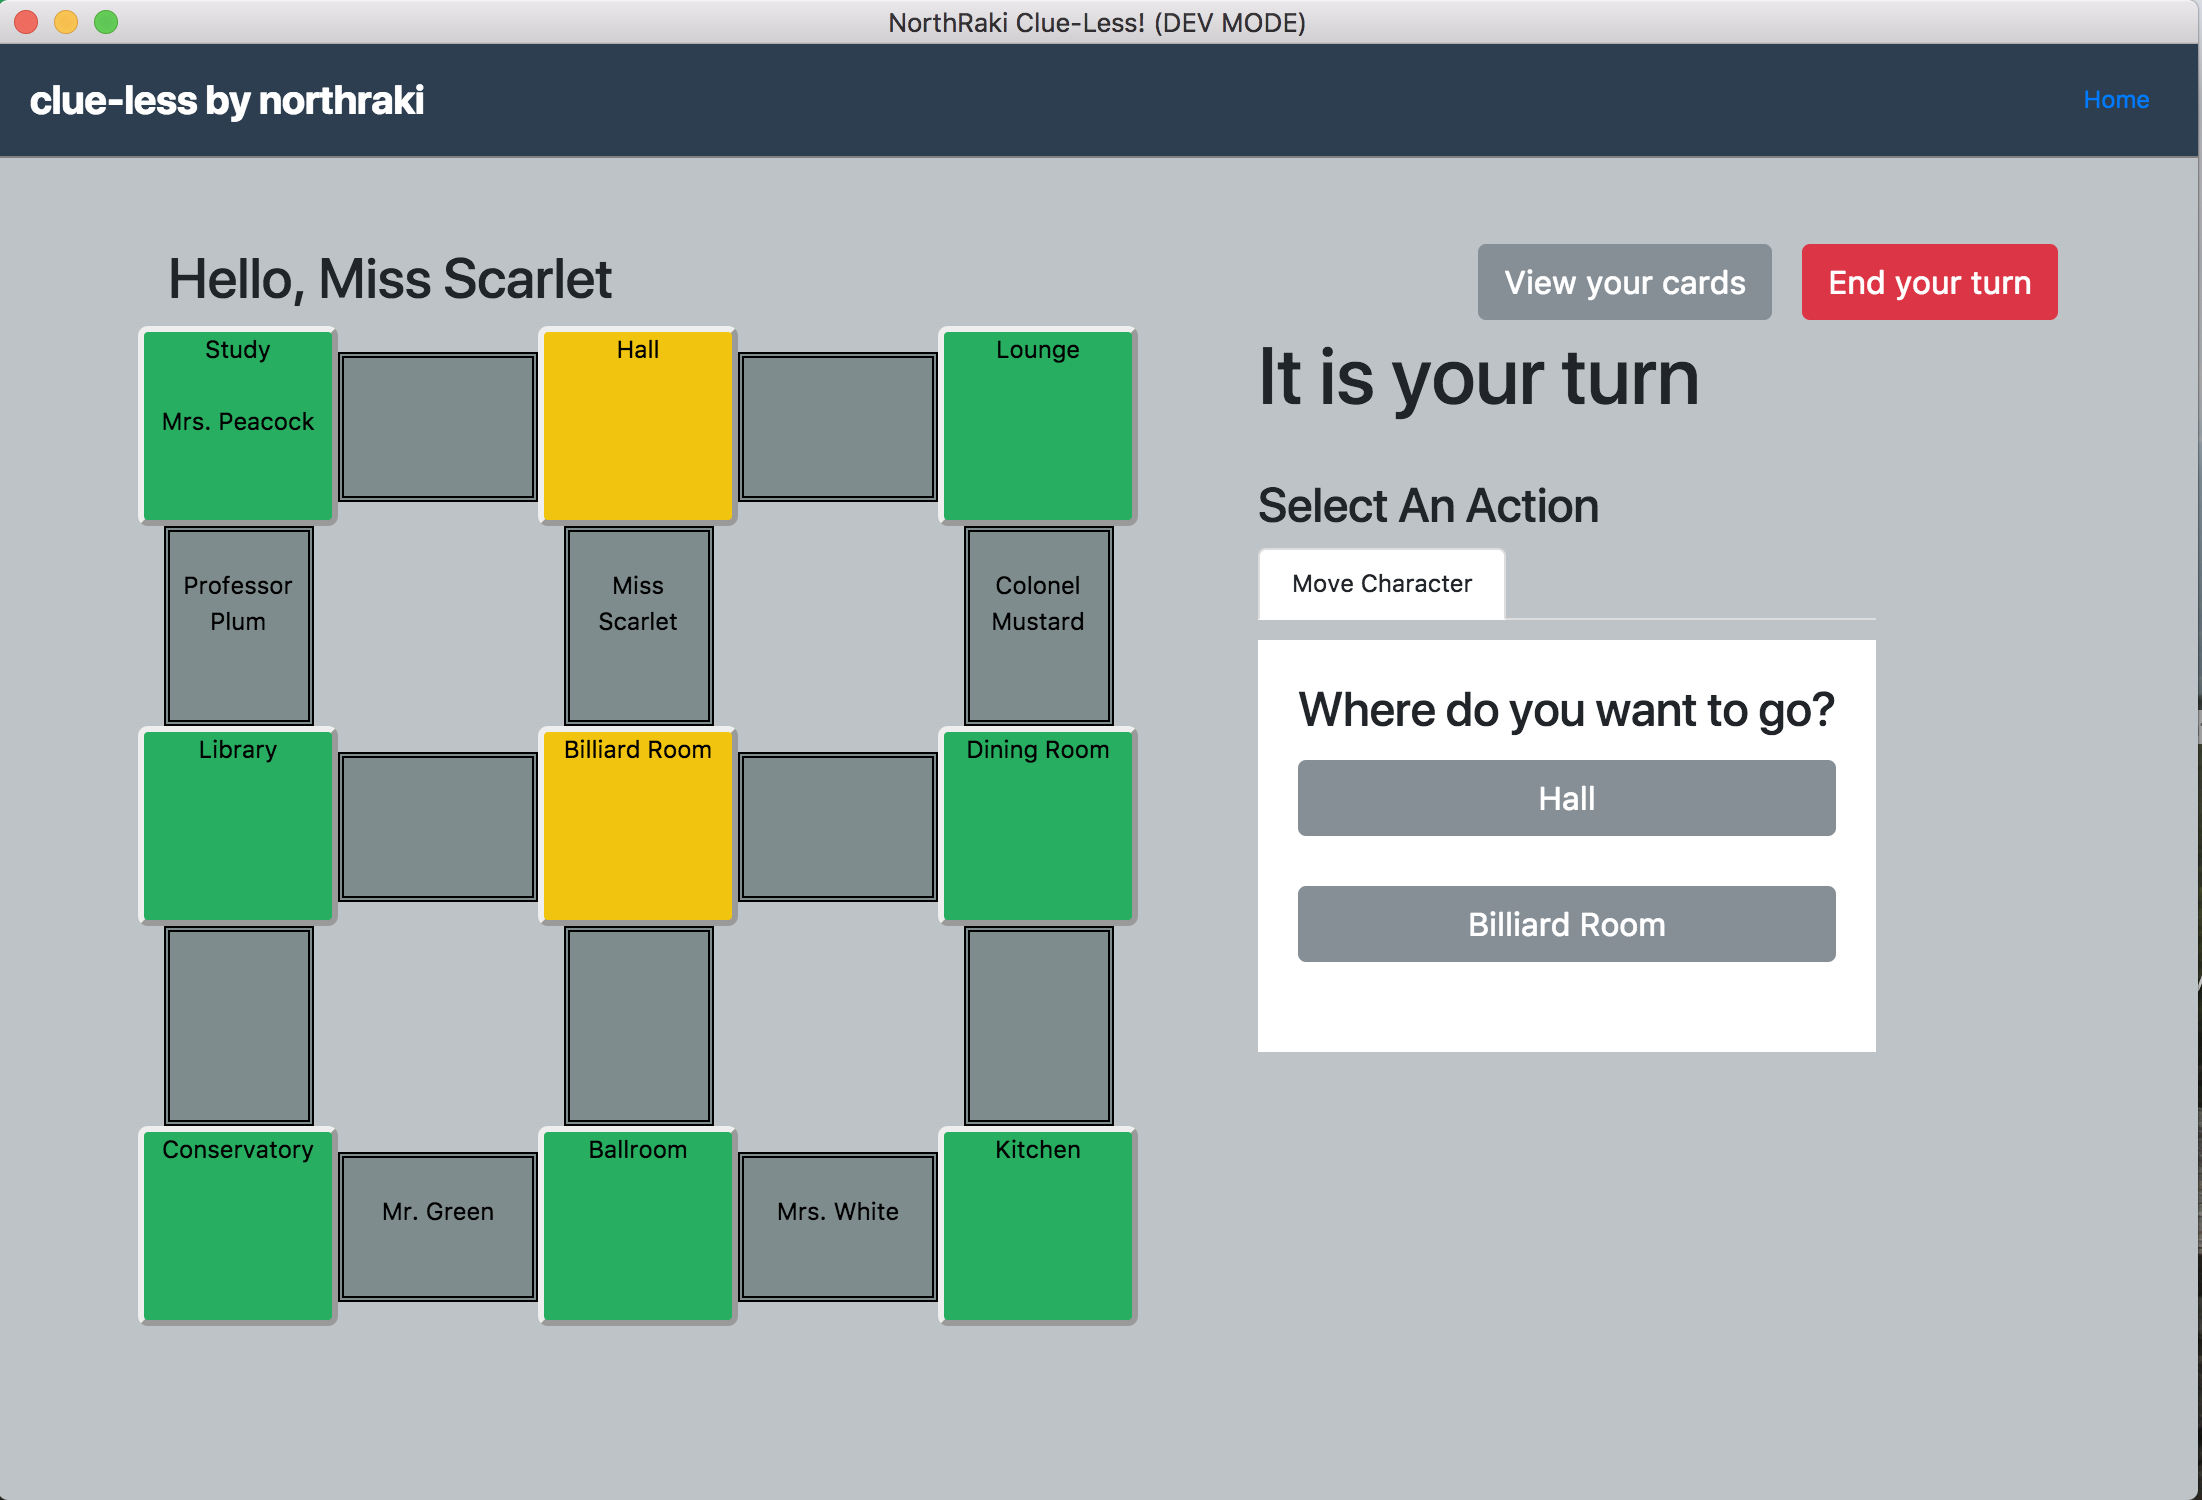 NorthRaki Clue-Less! (DEV MODE)
clue-less by northraki
Home
Hello, Miss Scarlet
View your cards
End your turn
Study
Mrs. Peacock
Hall
Lounge
Professor
Plum
Miss
Scarlet
Colonel
Mustard
Library
Billiard Room
Dining Room
Conservatory
Mr. Green
Ballroom
Mrs. White
Kitchen
It is your turn
Select An Action
Move Character
Where do you want to go?
Hall
Billiard Room